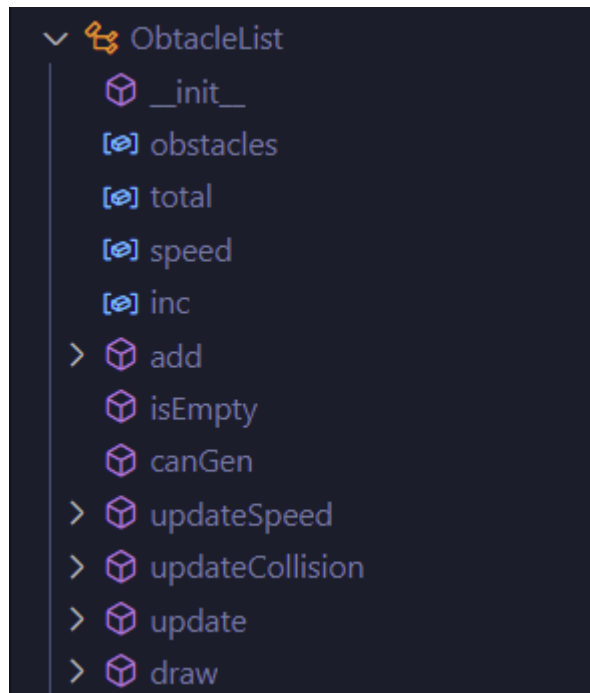 ObtacleList
__init__
obstacles
total
speed
inc
add
isEmpty
canGen
updateSpeed
updateCollision
update
draw